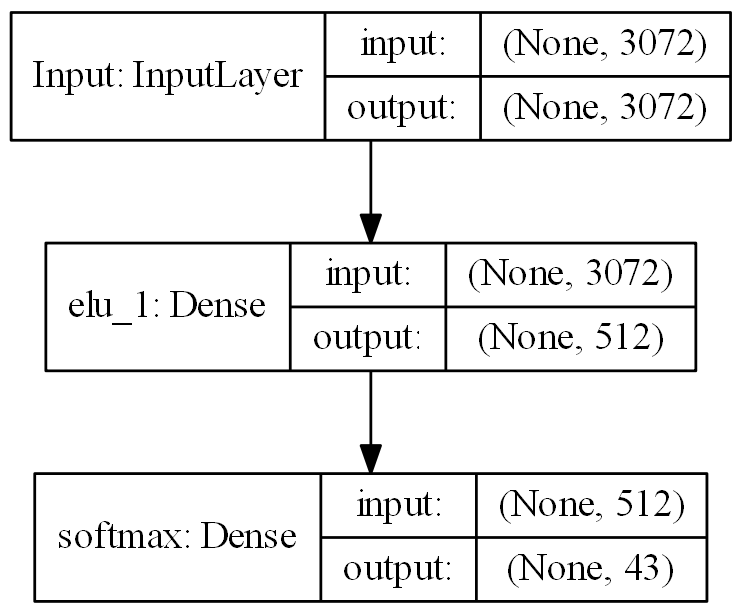 Input: InputLayer
input:
(None, 3072)
output:
(None, 3072)
elu_1: Dense
input:
(None, 3072)
output:
(None, 512)
softmax: Dense
input:
(None, 512)
output:
(None, 43)